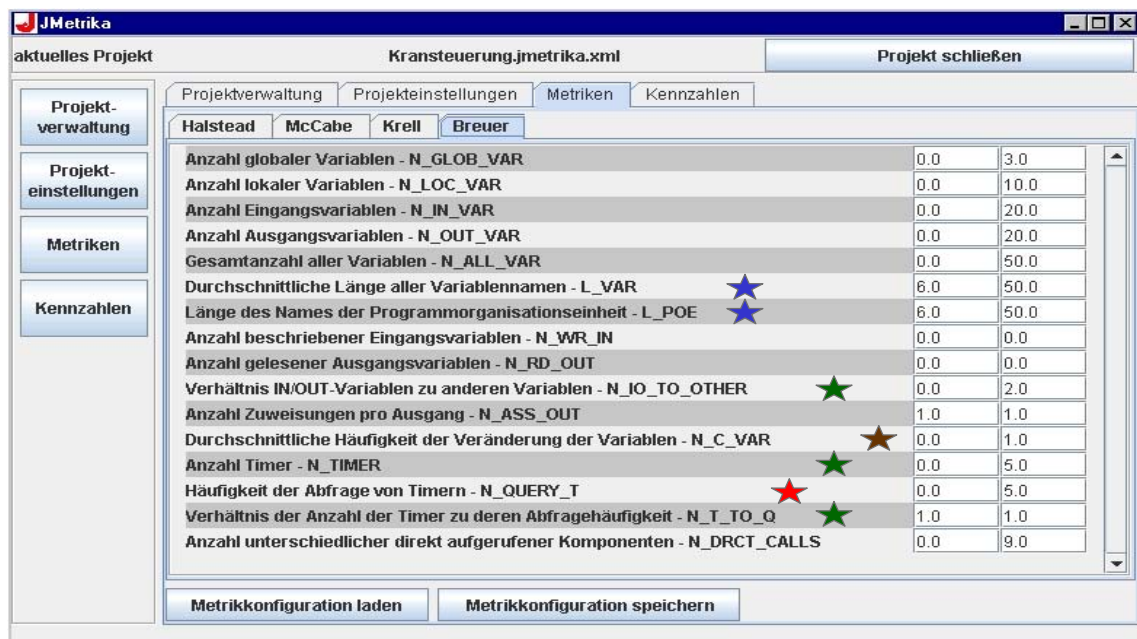 JMetrika
aktuelles Projekt Kransteuerung.jmetrika.xml Projekt schließen
Projekt-
verwaltung
Projekt-
einstellungen
Metriken
Kennzahlen
Projektverwaltung Projekteinstellungen Metriken Kennzahlen
Halstead McCabe Krell Breuer
Anzahl globaler Variablen - N_GLOB_VAR 0.0 3.0
Anzahl lokaler Variablen - N_LOC_VAR 0.0 10.0
Anzahl Eingangsvariablen - N_IN_VAR 0.0 20.0
Anzahl Ausgangsvariablen - N_OUT_VAR 0.0 20.0
Gesamtanzahl aller Variablen - N_ALL_VAR 0.0 50.0
Durchschnittliche Länge aller Variablennamen - L_VAR 6.0 50.0
Länge des Names der Programmorganisationseinheit - L_POE 6.0 50.0
Anzahl beschriebener Eingangsvariablen - N_WR_IN 0.0 0.0
Anzahl gelesener Ausgangsvariablen - N_RD_OUT 0.0 0.0
Verhältnis IN/OUT-Variablen zu anderen Variablen - N_IO_TO_OTHER 0.0 2.0
Anzahl Zuweisungen pro Ausgang - N_ASS_OUT 1.0 1.0
Durchschnittliche Häufigkeit der Veränderung der Variablen - N_C_VAR 0.0 1.0
Anzahl Timer - N_TIMER 0.0 5.0
Häufigkeit der Abfrage von Timern - N_QUERY_T 0.0 5.0
Verhältnis der Anzahl der Timer zu deren Abfragehäufigkeit - N_T_TO_Q 1.0 1.0
Anzahl unterschiedlicher direkt aufgerufener Komponenten - N_DRCT_CALLS 0.0 9.0
Metrikkonfiguration laden Metrikkonfiguration speichern